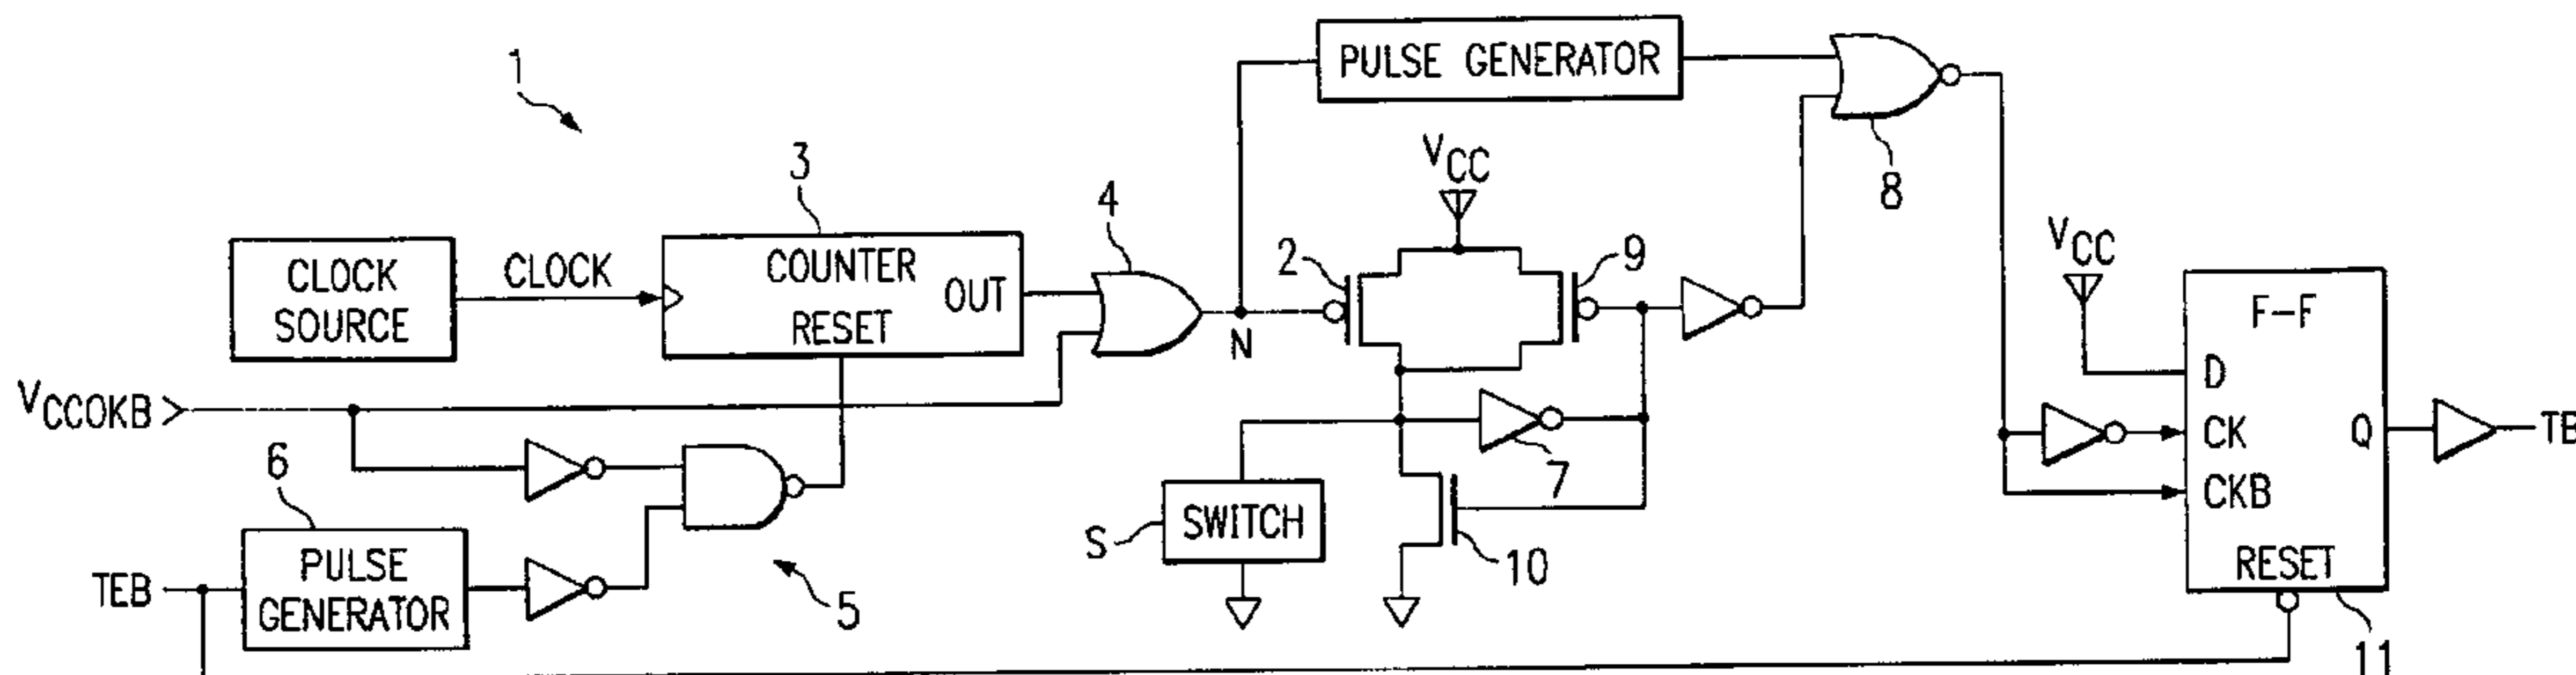 1
PULSE GENERATOR
8
VCC
3
4
2
9
VCC
CLOCK
SOURCE
CLOCK
COUNTER
RESET
OUT
N
F-F
D
CK
CKB
Q
RESET
VCCOKB
6
7
S
SWITCH
10
TEB
PULSE
GENERATOR
5
11